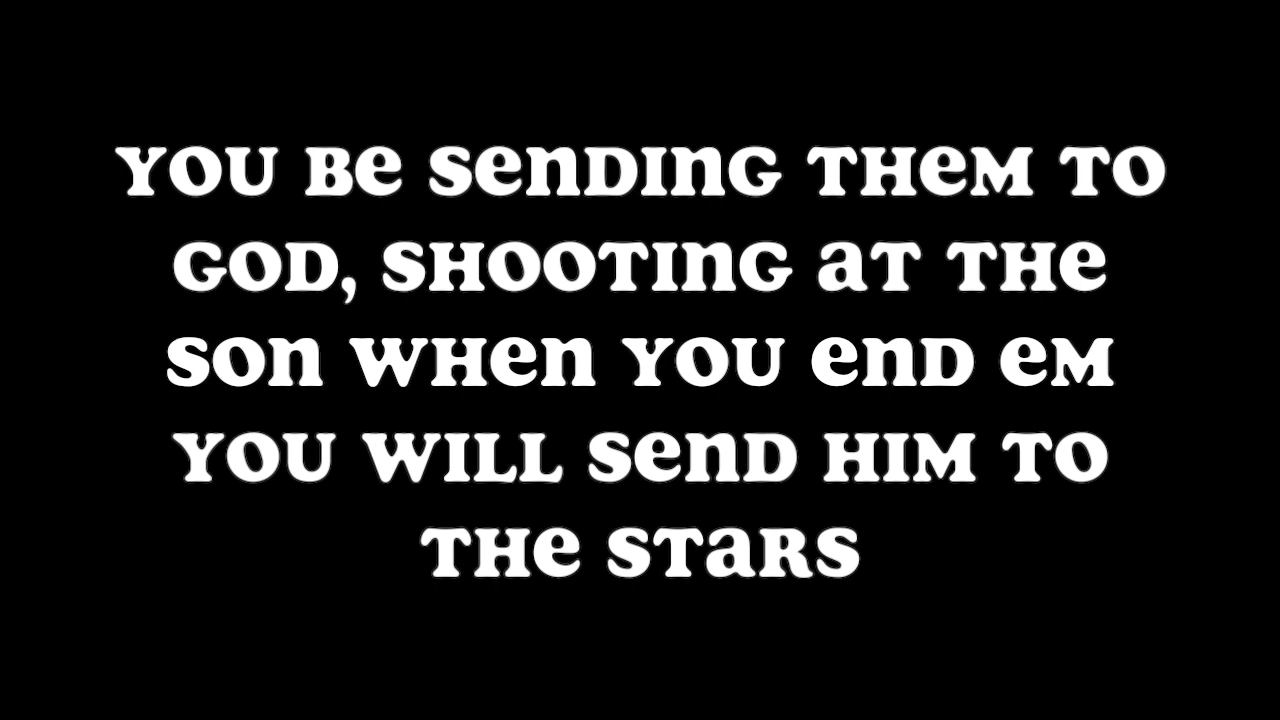 YOU BE SENDING THEM TO
GOD, SHOOTING AT THE
SON WHEN YOU END EM
YOU WILL SEND HIM TO
THE STARS